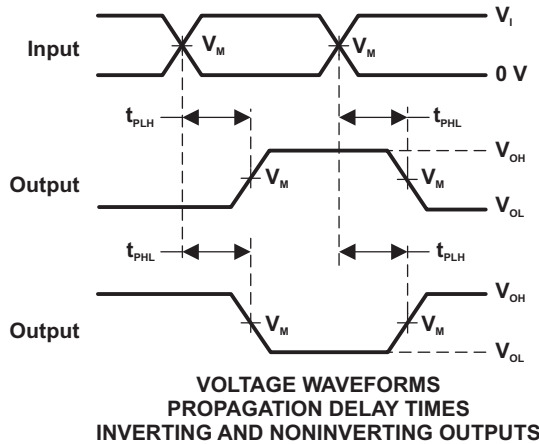 V_I
Input
V_M
V_M
0 V
t_PLH
t_PHL
V_OH
Output
V_M
V_M
V_OL
t_PHL
t_PLH
V_OH
Output
V_M
V_M
V_OL
VOLTAGE WAVEFORMS
PROPAGATION DELAY TIMES
INVERTING AND NONINVERTING OUTPUTS